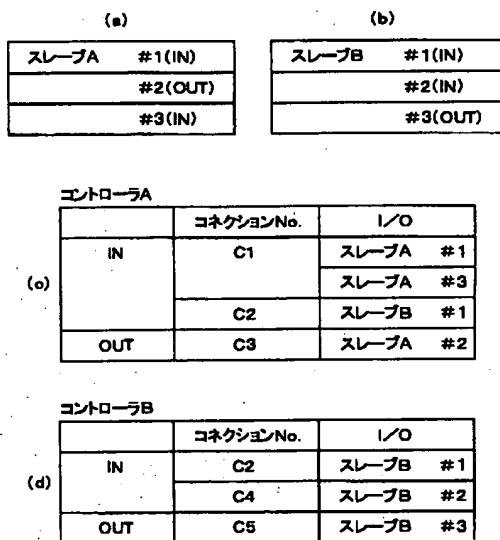 (a)
スレーブA #1(IN)
#2(OUT)
#3(IN)
(b)
スレーブB #1(IN)
#2(IN)
#3(OUT)
コントローラA
(c)
コネクションNo. I/O
IN C1 スレーブA #1
スレーブA #3
C2 スレーブB #1
OUT C3 スレーブA #2
コントローラB
(d)
コネクションNo. I/O
IN C2 スレーブB #1
C4 スレーブB #2
OUT C5 スレーブB #3